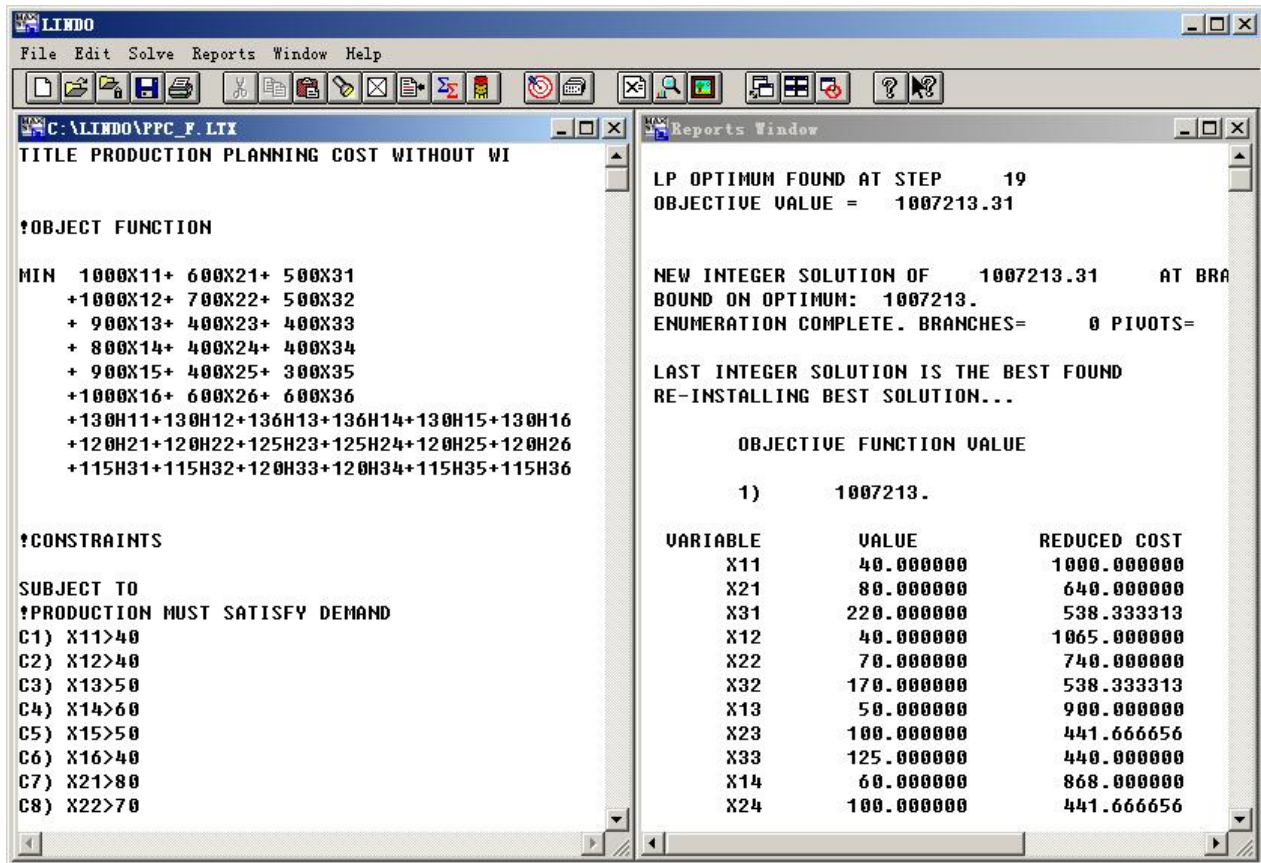 LINDO
File Edit Solve Reports Window Help
C:\LINDO\PPC_F.LTX
TITLE PRODUCTION PLANNING COST WITHOUT WI
!OBJECT FUNCTION
MIN 1000X11+ 600X21+ 500X31
+1000X12+ 700X22+ 500X32
+ 900X13+ 400X23+ 400X33
+ 800X14+ 400X24+ 400X34
+ 900X15+ 400X25+ 300X35
+1000X16+ 600X26+ 600X36
+130H11+130H12+136H13+136H14+130H15+130H16
+120H21+120H22+125H23+125H24+120H25+120H26
+115H31+115H32+120H33+120H34+115H35+115H36
!CONSTRAINTS
SUBJECT TO
!PRODUCTION MUST SATISFY DEMAND
C1) X11>40
C2) X12>40
C3) X13>50
C4) X14>60
C5) X15>50
C6) X16>40
C7) X21>80
C8) X22>70
Reports Window
LP OPTIMUM FOUND AT STEP 19
OBJECTIVE VALUE = 1007213.31
NEW INTEGER SOLUTION OF 1007213.31 AT BRA
BOUND ON OPTIMUM: 1007213.
ENUMERATION COMPLETE. BRANCHES= 0 PIVOTS=
LAST INTEGER SOLUTION IS THE BEST FOUND
RE-INSTALLING BEST SOLUTION...
OBJECTIVE FUNCTION VALUE
1) 1007213.
VARIABLE VALUE REDUCED COST
X11 40.000000 1000.000000
X21 80.000000 640.000000
X31 220.000000 538.333313
X12 40.000000 1065.000000
X22 70.000000 740.000000
X32 170.000000 538.333313
X13 50.000000 900.000000
X23 100.000000 441.666656
X33 125.000000 440.000000
X14 60.000000 868.000000
X24 100.000000 441.666656